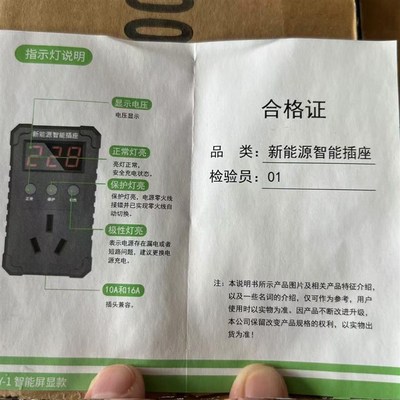 指示灯说明
显示电压
电压显示
新能源智能插座
228
正常灯亮
亮灯正常,
安全充电状态。
保护灯亮
保护灯亮,电源零火线
接错并已实现零火线自
动切换。
极性灯亮
表示电源存在漏电或者
短路问题,建议更换电
源充电。
10A和16A
插头兼容。
Y-1 智能屏显款
合格证
品 类:新能源智能插座
检验员:01
注:本说明书所示产品图片及相关产品特征介绍,
以及一些名词的介绍,仅可作为参考,用户
使用时以实物为准。因产品不断改进升级,
本公司保留改变产品规格的权利,以实物出
货为准!